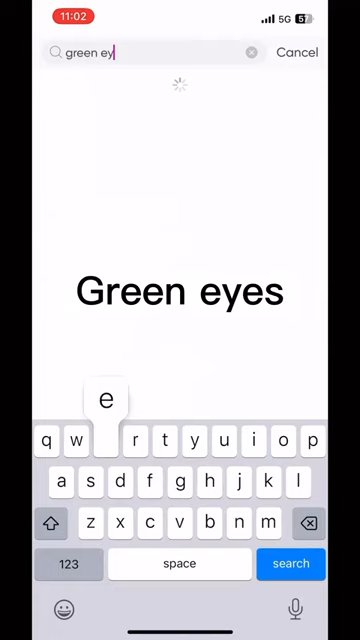 11:02
5G
57
green ey
Cancel
Green eyes
e
q w r t y u i o p
a s d f g h j k l
z x c v b n m
123 space search